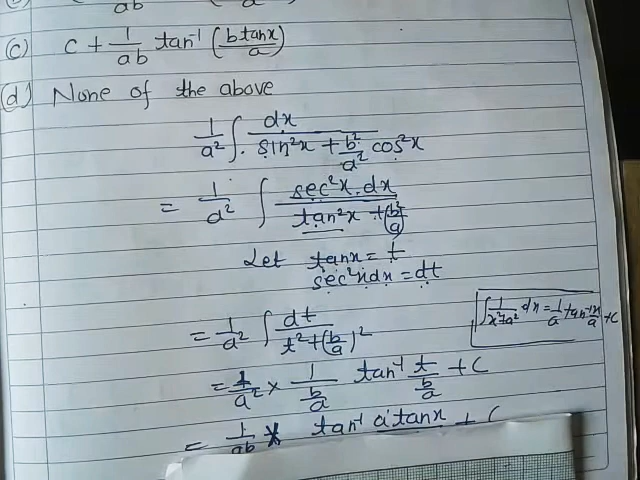 ab
(c) c + 1/ab tan⁻¹ (b tanx/a)
(d) None of the above
1/a² ∫ dx / sin²x + b²/a² cos²x
= 1/a² ∫ sec²x.dx / tan²x + (b/a)²
Let tanx = t
sec²xdx = dt
= 1/a² ∫ dt / t² + (b/a)²
∫ 1/x²+a² dx = 1/a tan⁻¹ x/a + c
= 1/a² × 1/(b/a) tan⁻¹ t/(b/a) + C
= 1/ab tan⁻¹ a tanx + C